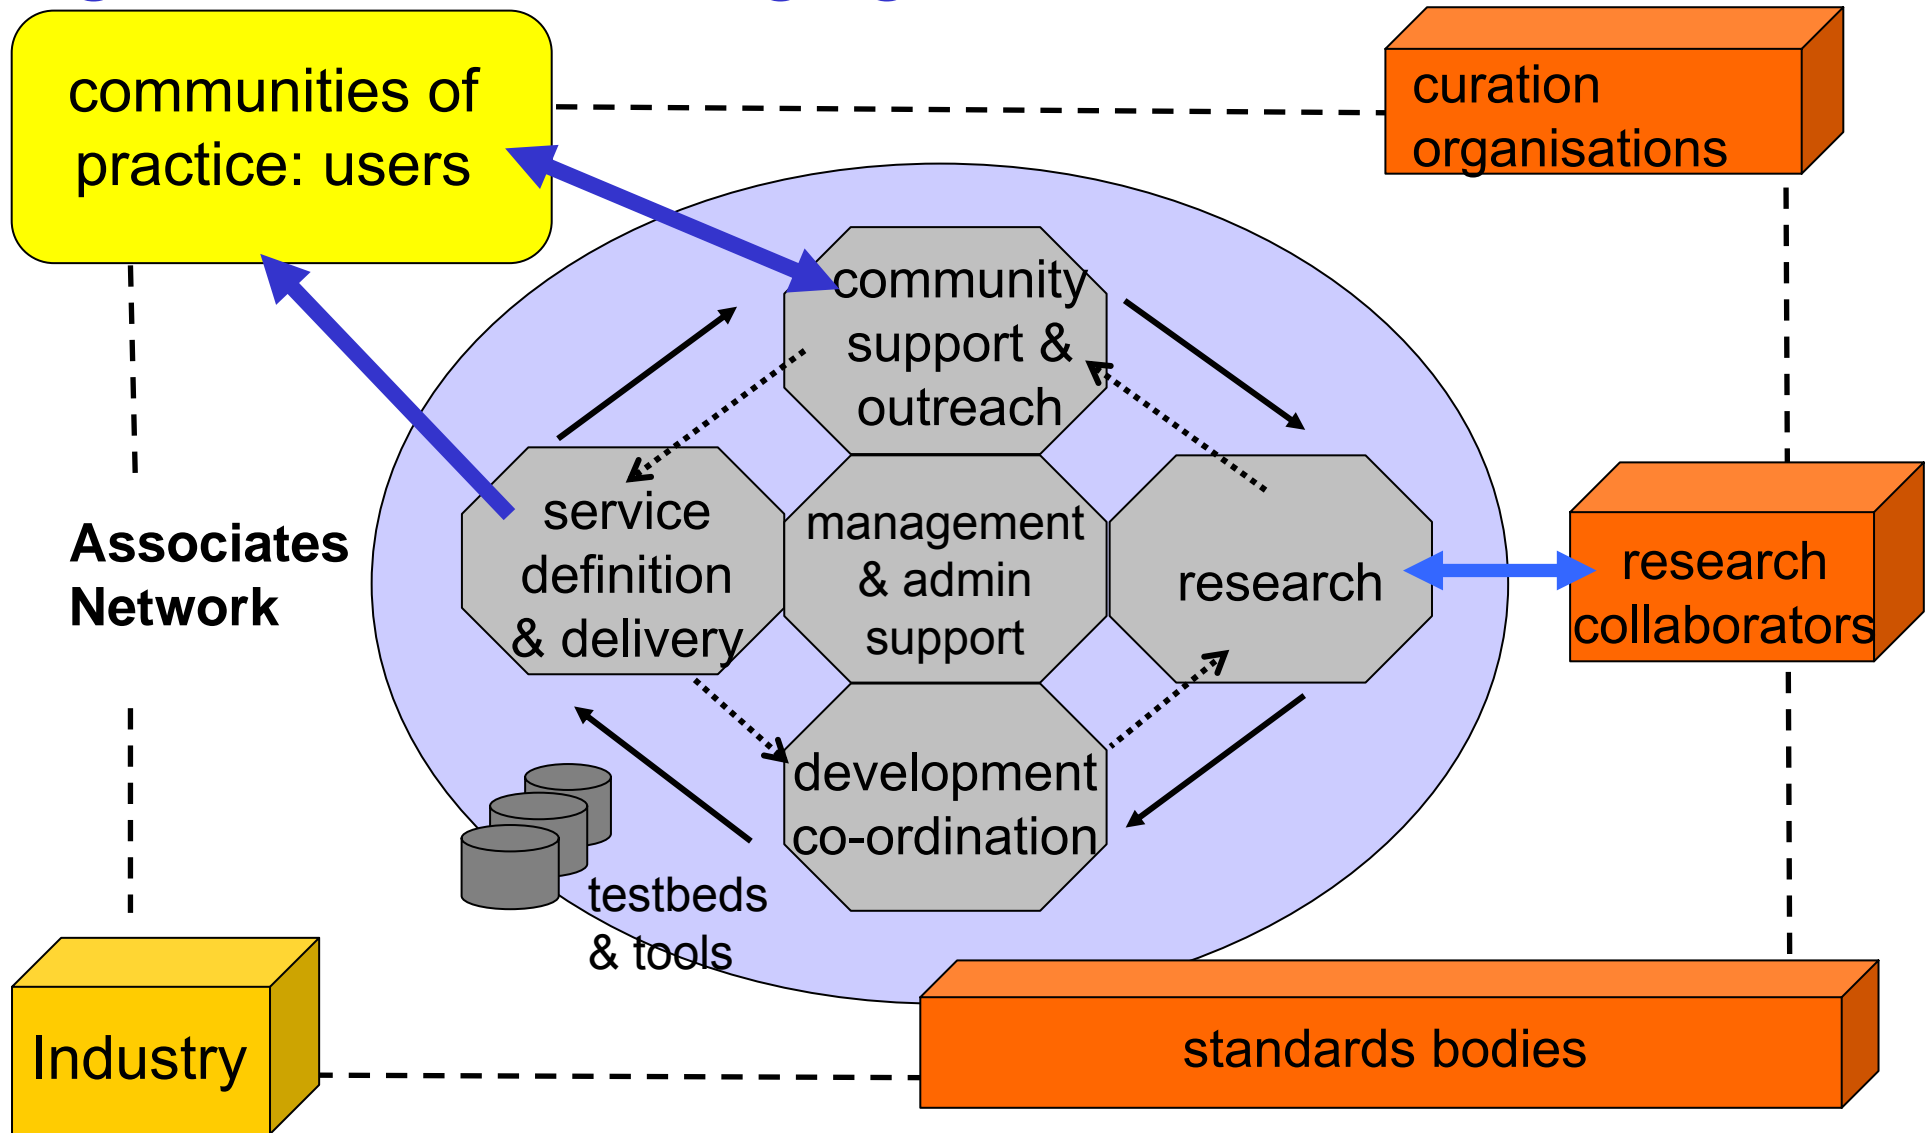 communities of
practice: users
curation
organisations
community
support &
outreach
service
definition
& delivery
management
& admin
support
research
research
collaborators
Associates
Network
development
co-ordination
testbeds
& tools
Industry
standards bodies